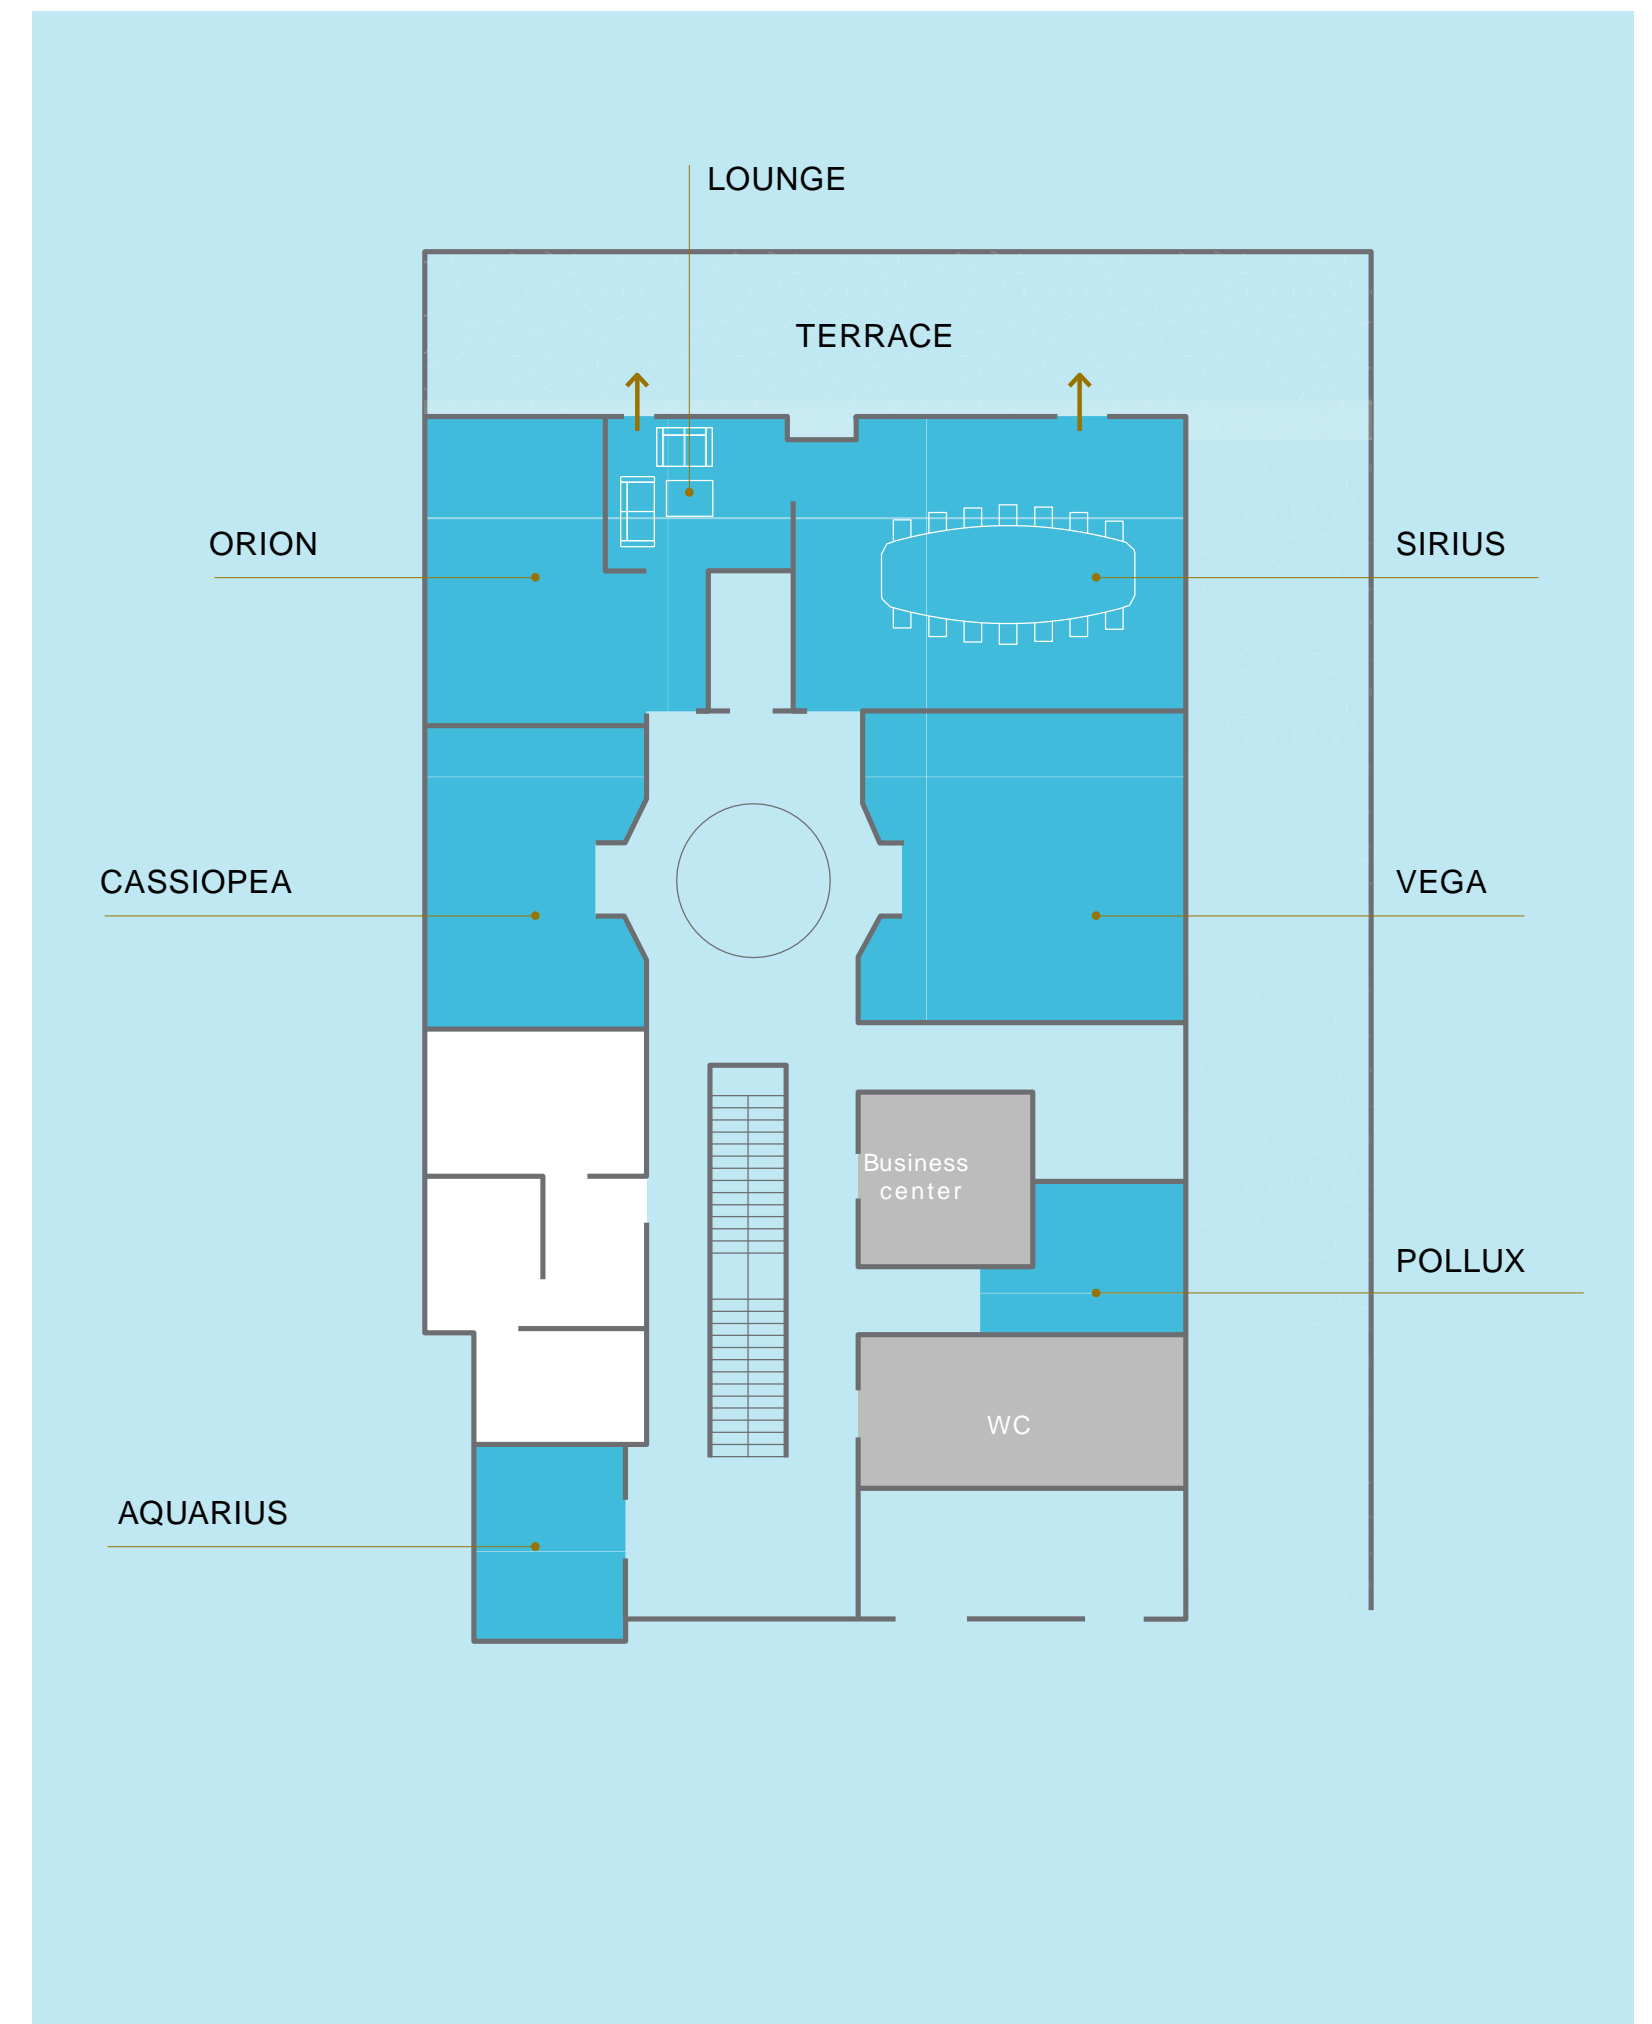 LOUNGE
TERRACE
ORION
SIRIUS
CASSIOPEA
VEGA
Business
center
POLLUX
WC
AQUARIUS